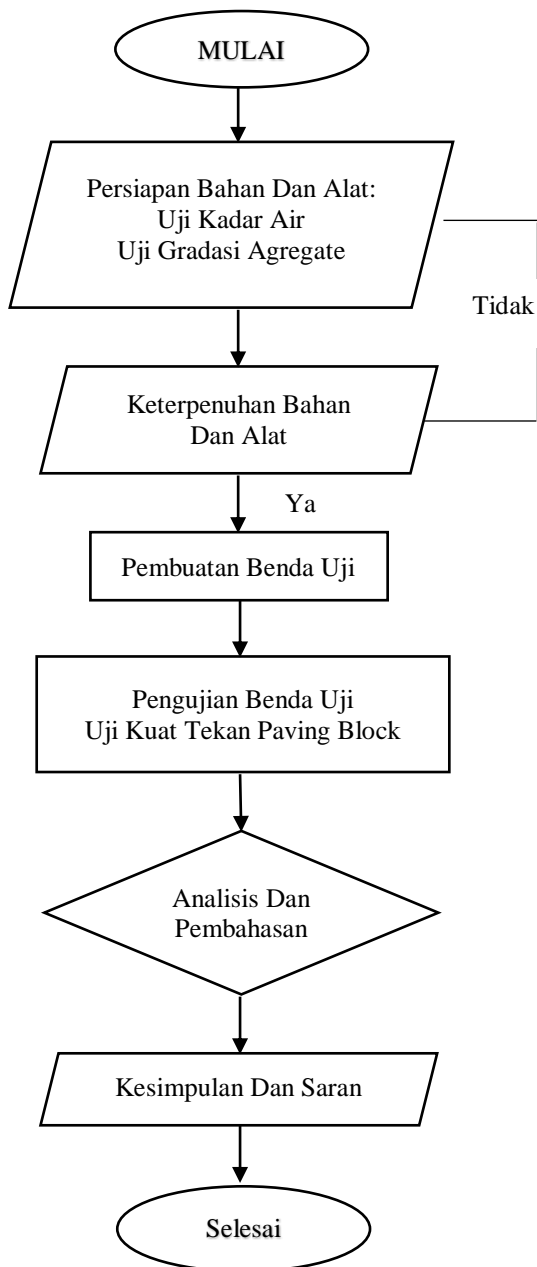 MULAI
Persiapan Bahan Dan Alat:
Uji Kadar Air
Uji Gradasi Agregate
Tidak
Keterpenuhan Bahan
Dan Alat
Ya
Pembuatan Benda Uji
Pengujian Benda Uji
Uji Kuat Tekan Paving Block
Analisis Dan
Pembahasan
Kesimpulan Dan Saran
Selesai